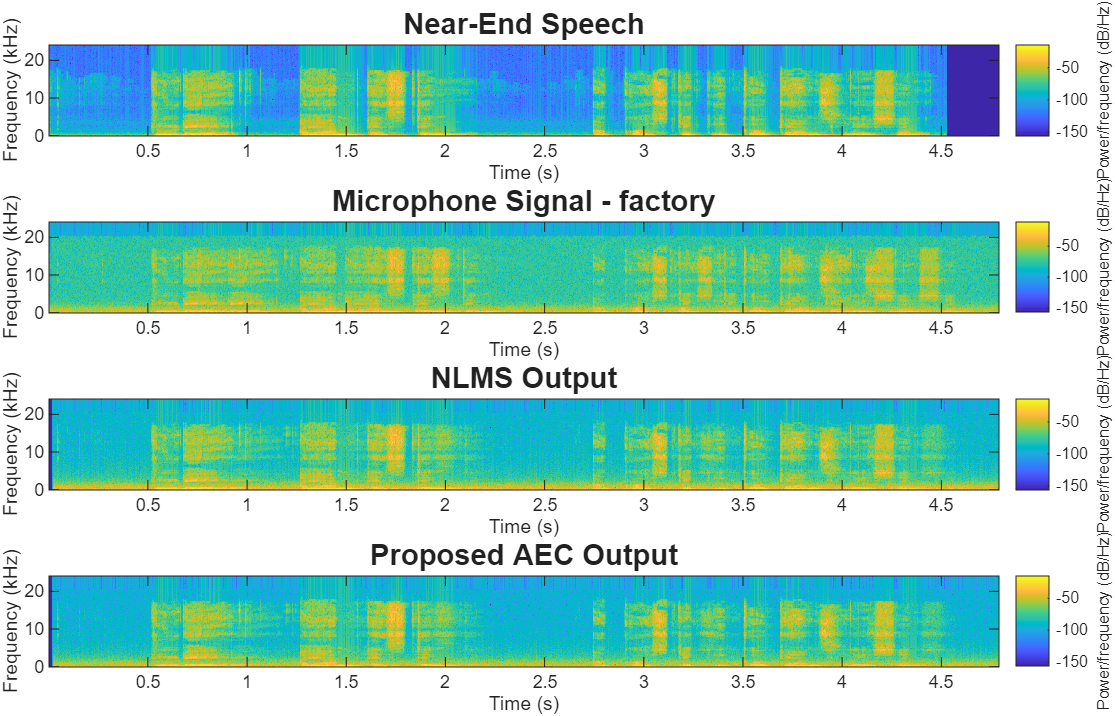 Near-End Speech
Frequency (kHz)
20
10
0
0.5 1 1.5 2 2.5 3 3.5 4 4.5
Time (s)
-50
-100
-150
Power/frequency (dB/Hz)
Microphone Signal - factory
Frequency (kHz)
20
10
0
0.5 1 1.5 2 2.5 3 3.5 4 4.5
Time (s)
-50
-100
-150
Power/frequency (dB/Hz)
NLMS Output
Frequency (kHz)
20
10
0
0.5 1 1.5 2 2.5 3 3.5 4 4.5
Time (s)
-50
-100
-150
Power/frequency (dB/Hz)
Proposed AEC Output
Frequency (kHz)
20
10
0
0.5 1 1.5 2 2.5 3 3.5 4 4.5
Time (s)
-50
-100
-150
Power/frequency (dB/Hz)